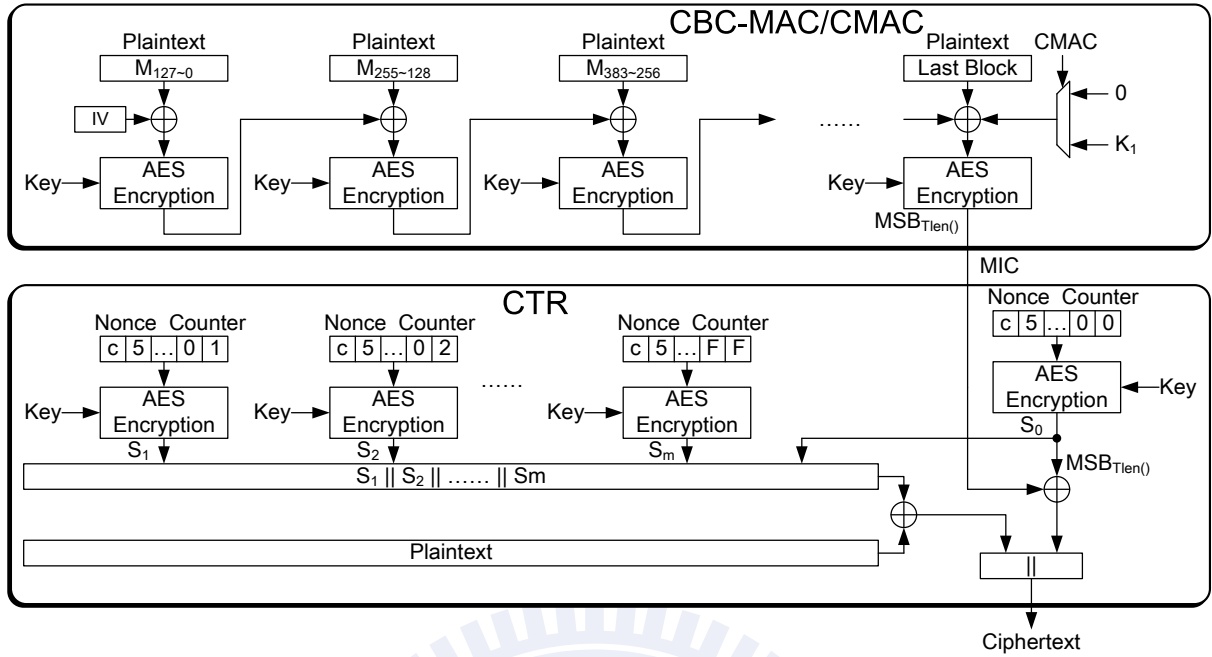 CBC-MAC/CMAC
Plaintext Plaintext Plaintext Plaintext CMAC
M127~0 M255~128 M383~256 Last Block
0
IV ......
K1
Key AES Encryption Key AES Encryption Key AES Encryption Key AES Encryption
MSBTlen()
MIC
CTR
Nonce Counter Nonce Counter Nonce Counter Nonce Counter
c 5 ... 0 1 c 5 ... 0 2 c 5 ... F F c 5 ... 0 0
......
Key AES Encryption Key AES Encryption Key AES Encryption AES Encryption Key
S1 S2 Sm S0
S1 || S2 || ...... || Sm
MSBTlen()
Plaintext
||
Ciphertext